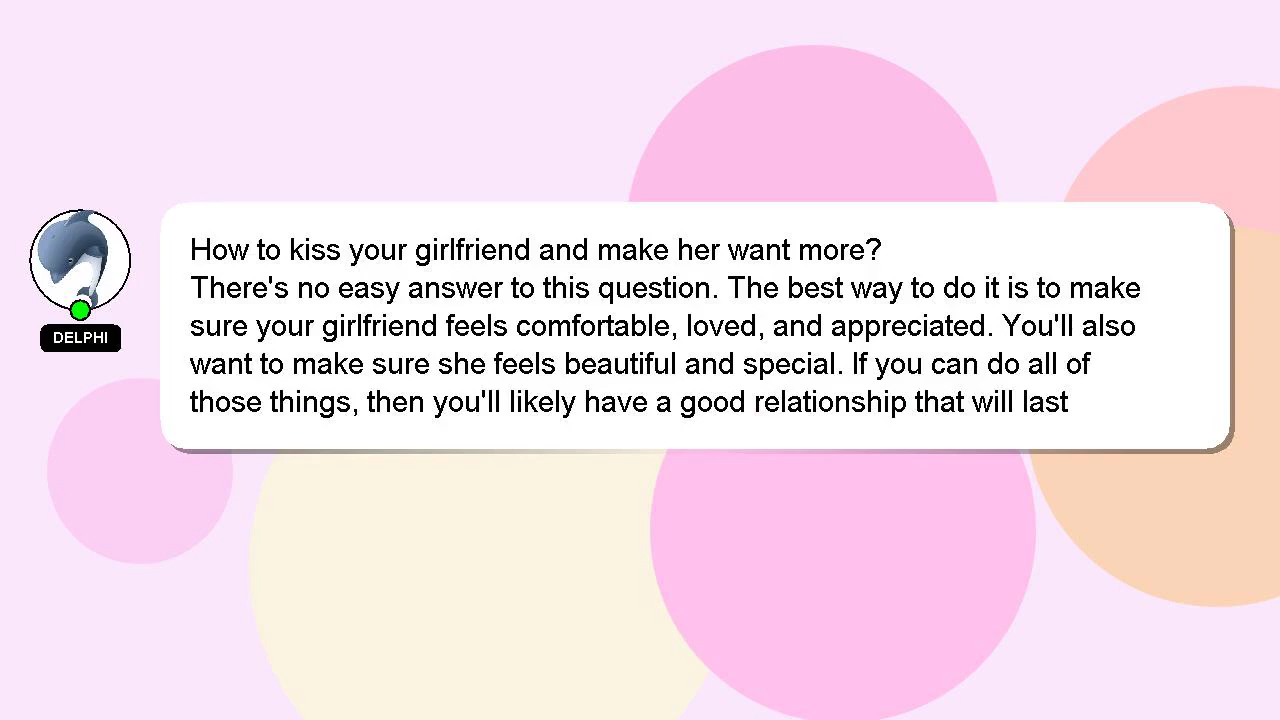 How to kiss your girlfriend and make her want more?
There's no easy answer to this question. The best way to do it is to make
sure your girlfriend feels comfortable, loved, and appreciated. You'll also
want to make sure she feels beautiful and special. If you can do all of
those things, then you'll likely have a good relationship that will last
DELPHI